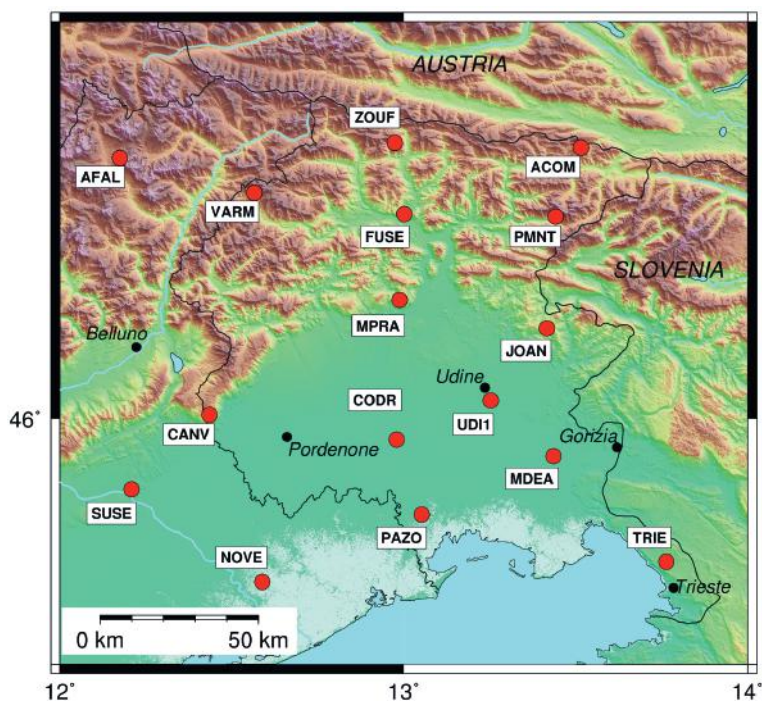 AUSTRIA
ZOUF
ACOM
AFAL
VARM
FUSE
PMNT
SLOVENIA
MPRA
Belluno
JOAN
Udine
CODR
46°
CANV
UDI1
Gorizia
Pordenone
MDEA
SUSE
PAZO
TRIE
NOVE
Trieste
0 km 50 km
12° 13° 14°